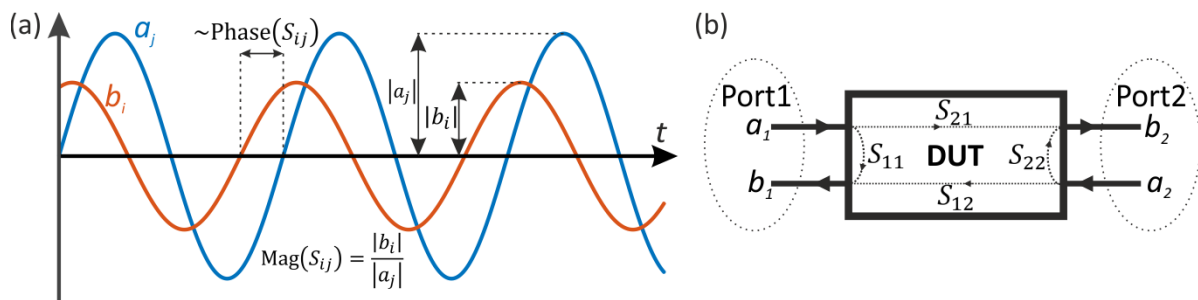 (a)
a_j
~Phase(S_ij)
|a_j|
b_i
|b_i|
t
Mag(S_ij) = |b_i| / |a_j|
(b)
Port1
Port2
S_21
a_1
b_2
S_11
DUT
S_22
b_1
S_12
a_2